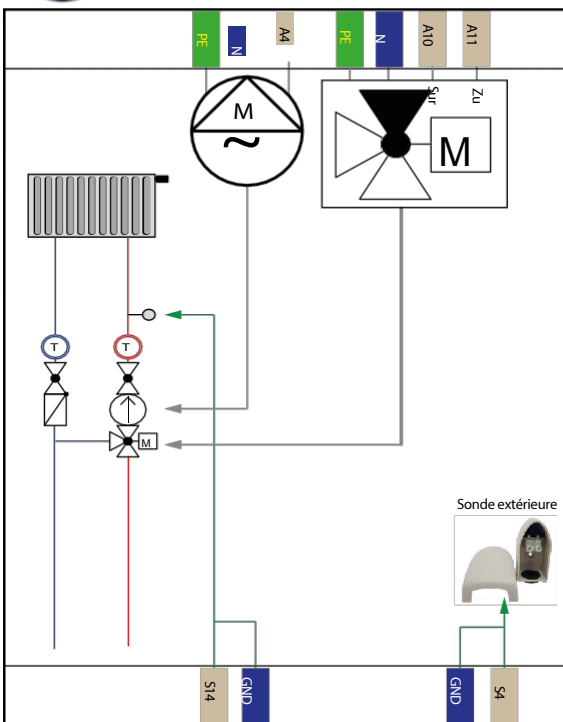 PE
N
A4
PE
N
A10
A11
Sur
Zu
M
~
M
T
T
M
Sonde extérieure
S14
GND
GND
S4